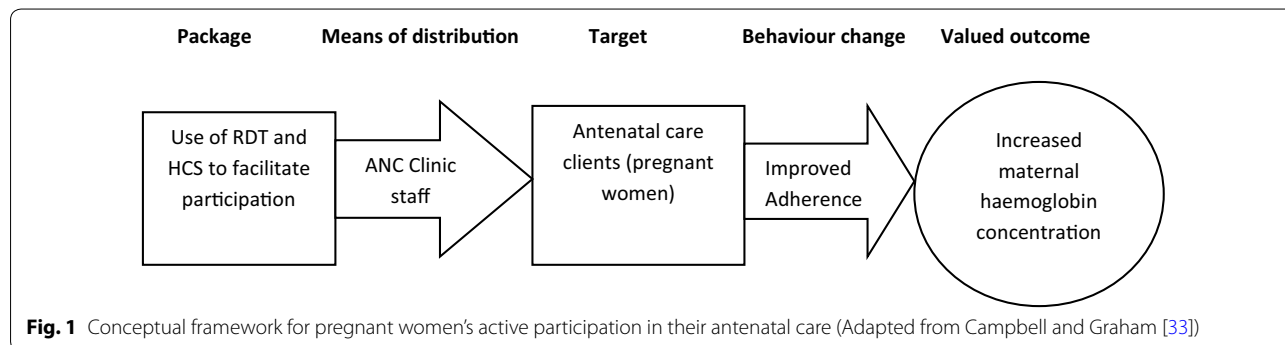 Package Means of distribution Target Behaviour change Valued outcome
Use of RDT and
HCS to facilitate
participation
ANC Clinic
staff
Antenatal care
clients (pregnant
women)
Improved
Adherence
Increased
maternal
haemoglobin
concentration
Fig. 1 Conceptual framework for pregnant women's active participation in their antenatal care (Adapted from Campbell and Graham [33])